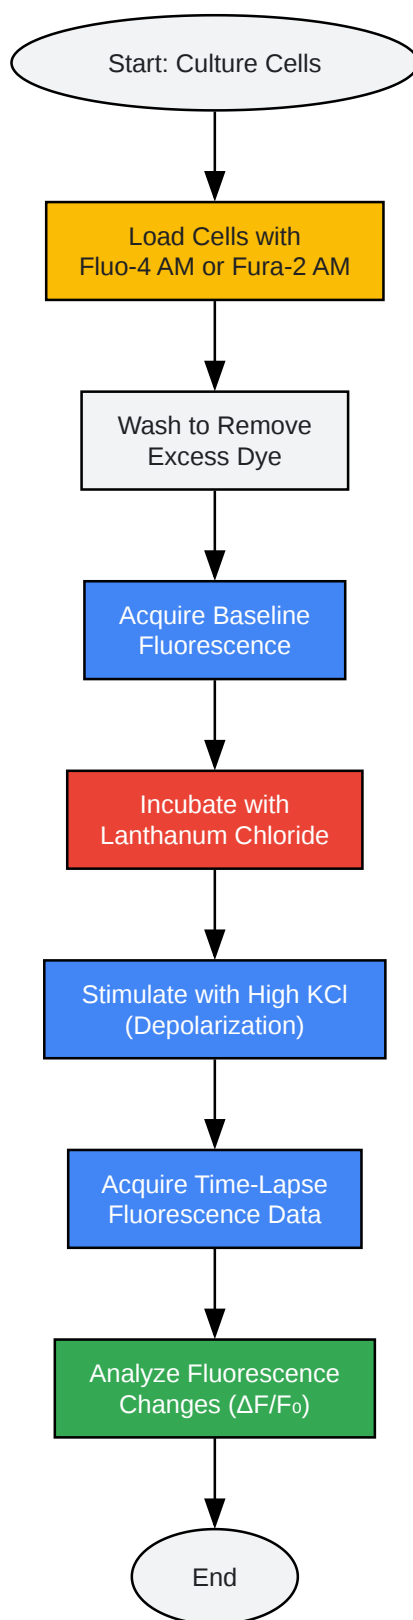 Start: Culture Cells
Load Cells with
Fluo-4 AM or Fura-2 AM
Wash to Remove
Excess Dye
Acquire Baseline
Fluorescence
Incubate with
Lanthanum Chloride
Stimulate with High KCl
(Depolarization)
Acquire Time-Lapse
Fluorescence Data
Analyze Fluorescence
Changes (ΔF/F₀)
End